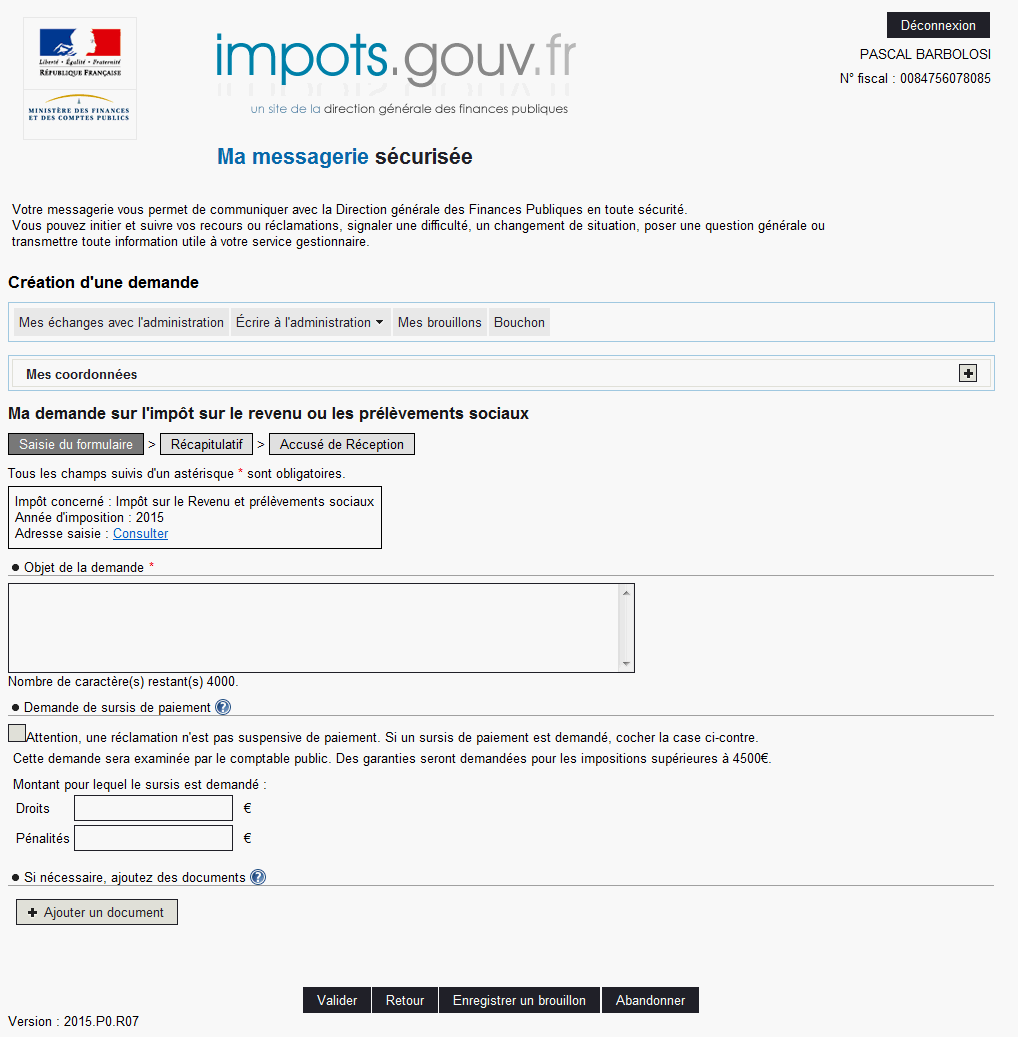 Déconnexion
PASCAL BARBOLOSI
N° fiscal : 0084756078085
Liberté • Égalité • Fraternité
RÉPUBLIQUE FRANÇAISE
MINISTÈRE DES FINANCES
ET DES COMPTES PUBLICS
impots.gouv.fr
un site de la direction générale des finances publiques
Ma messagerie sécurisée
Votre messagerie vous permet de communiquer avec la Direction générale des Finances Publiques en toute sécurité.
Vous pouvez initier et suivre vos recours ou réclamations, signaler une difficulté, un changement de situation, poser une question générale ou
transmettre toute information utile à votre service gestionnaire.
Création d'une demande
Mes échanges avec l'administration Écrire à l'administration Mes brouillons Bouchon
Mes coordonnées
Ma demande sur l'impôt sur le revenu ou les prélèvements sociaux
Saisie du formulaire > Récapitulatif > Accusé de Réception
Tous les champs suivis d'un astérisque * sont obligatoires.
Impôt concerné : Impôt sur le Revenu et prélèvements sociaux
Année d'imposition : 2015
Adresse saisie : Consulter
● Objet de la demande *
Nombre de caractère(s) restant(s) 4000.
● Demande de sursis de paiement ?
Attention, une réclamation n'est pas suspensive de paiement. Si un sursis de paiement est demandé, cocher la case ci-contre.
Cette demande sera examinée par le comptable public. Des garanties seront demandées pour les impositions supérieures à 4500€.
Montant pour lequel le sursis est demandé :
Droits €
Pénalités €
● Si nécessaire, ajoutez des documents ?
+ Ajouter un document
Valider Retour Enregistrer un brouillon Abandonner
Version : 2015.P0.R07